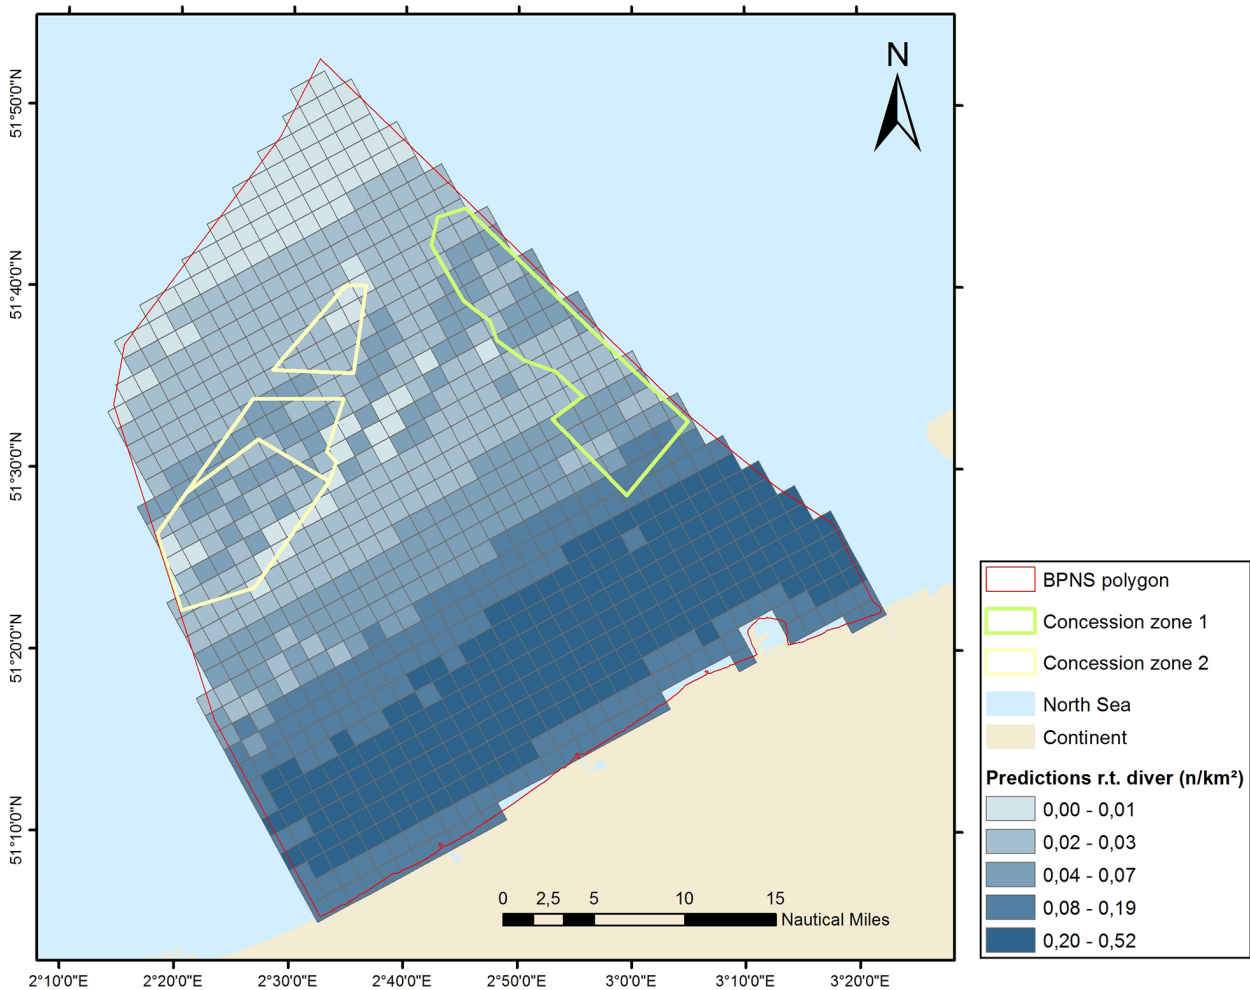 N
51°50'0"N
51°40'0"N
51°30'0"N
51°20'0"N
51°10'0"N
2°10'0"E
2°20'0"E
2°30'0"E
2°40'0"E
2°50'0"E
3°0'0"E
3°10'0"E
3°20'0"E
0 2,5 5 10 15
Nautical Miles
BPNS polygon
Concession zone 1
Concession zone 2
North Sea
Continent
Predictions r.t. diver (n/km²)
0,00 - 0,01
0,02 - 0,03
0,04 - 0,07
0,08 - 0,19
0,20 - 0,52